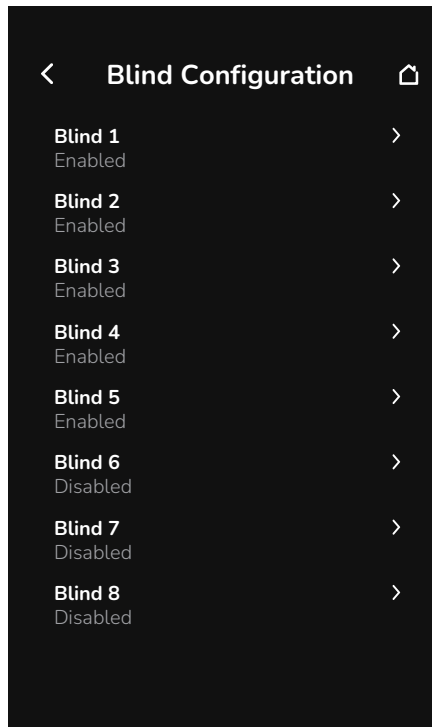 Blind Configuration
Blind 1
Enabled
Blind 2
Enabled
Blind 3
Enabled
Blind 4
Enabled
Blind 5
Enabled
Blind 6
Disabled
Blind 7
Disabled
Blind 8
Disabled